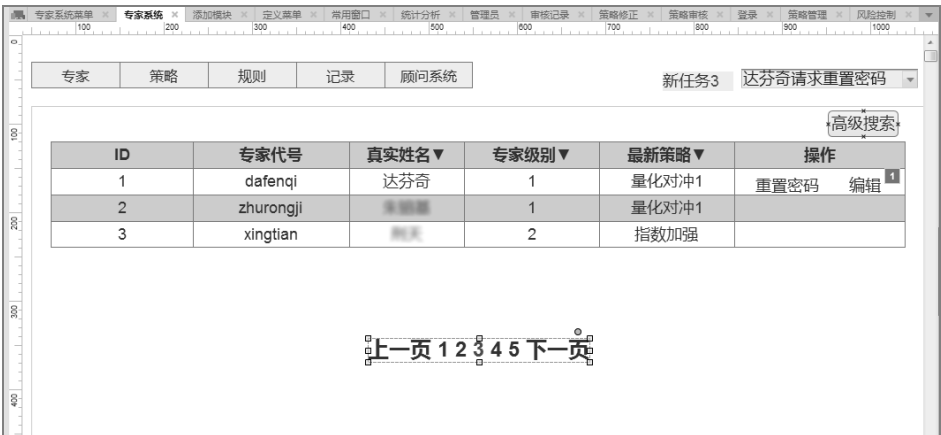 专家系统菜单 × 专家系统 × 添加模块 × 定义菜单 × 常用窗口 × 统计分析 × 管理员 × 审核记录 × 策略修正 × 策略审核 × 登录 × 策略管理 × 风险控制 ×
100 200 300 400 500 600 700 800 900 1000
0
专家 策略 规则 记录 顾问系统
新任务3 达芬奇请求重置密码
高级搜索
100
ID 专家代号 真实姓名▼ 专家级别▼ 最新策略▼ 操作
1 dafenqi 达芬奇 1 量化对冲1 重置密码 编辑 1
2 zhurongji 1 量化对冲1
200
3 xingtian 2 指数加强
300
上一页 1 2 3 4 5 下一页
400